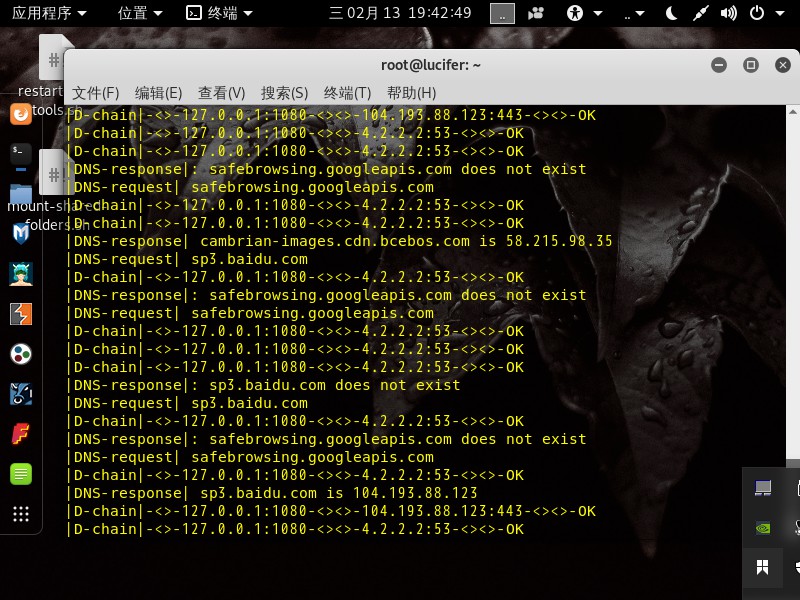 应用程序 位置 终端 三 02月 13 19:42:49
restart
tools.sh
mount-share
folders.sh
root@lucifer: ~
文件(F) 编辑(E) 查看(V) 搜索(S) 终端(T) 帮助(H)
|D-chain|-<>-127.0.0.1:1080-<><>-104.193.88.123:443-<><>-OK
|D-chain|-<>-127.0.0.1:1080-<><>-4.2.2.2:53-<><>-OK
|D-chain|-<>-127.0.0.1:1080-<><>-4.2.2.2:53-<><>-OK
|DNS-response|: safebrowsing.googleapis.com does not exist
|DNS-request| safebrowsing.googleapis.com
|D-chain|-<>-127.0.0.1:1080-<><>-4.2.2.2:53-<><>-OK
|D-chain|-<>-127.0.0.1:1080-<><>-4.2.2.2:53-<><>-OK
|DNS-response| cambrian-images.cdn.bcebos.com is 58.215.98.35
|DNS-request| sp3.baidu.com
|D-chain|-<>-127.0.0.1:1080-<><>-4.2.2.2:53-<><>-OK
|DNS-response|: safebrowsing.googleapis.com does not exist
|DNS-request| safebrowsing.googleapis.com
|D-chain|-<>-127.0.0.1:1080-<><>-4.2.2.2:53-<><>-OK
|D-chain|-<>-127.0.0.1:1080-<><>-4.2.2.2:53-<><>-OK
|D-chain|-<>-127.0.0.1:1080-<><>-4.2.2.2:53-<><>-OK
|DNS-response|: sp3.baidu.com does not exist
|DNS-request| sp3.baidu.com
|D-chain|-<>-127.0.0.1:1080-<><>-4.2.2.2:53-<><>-OK
|DNS-response|: safebrowsing.googleapis.com does not exist
|DNS-request| safebrowsing.googleapis.com
|D-chain|-<>-127.0.0.1:1080-<><>-4.2.2.2:53-<><>-OK
|DNS-response| sp3.baidu.com is 104.193.88.123
|D-chain|-<>-127.0.0.1:1080-<><>-104.193.88.123:443-<><>-OK
|D-chain|-<>-127.0.0.1:1080-<><>-4.2.2.2:53-<><>-OK